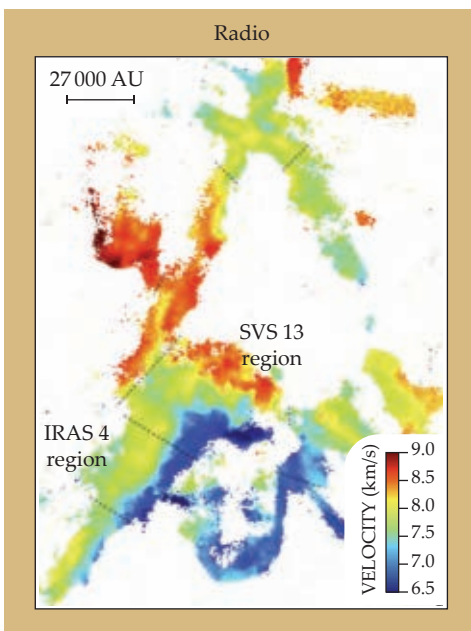 Radio
27 000 AU
SVS 13
region
IRAS 4
region
VELOCITY (km/s)
9.0
8.5
8.0
7.5
7.0
6.5